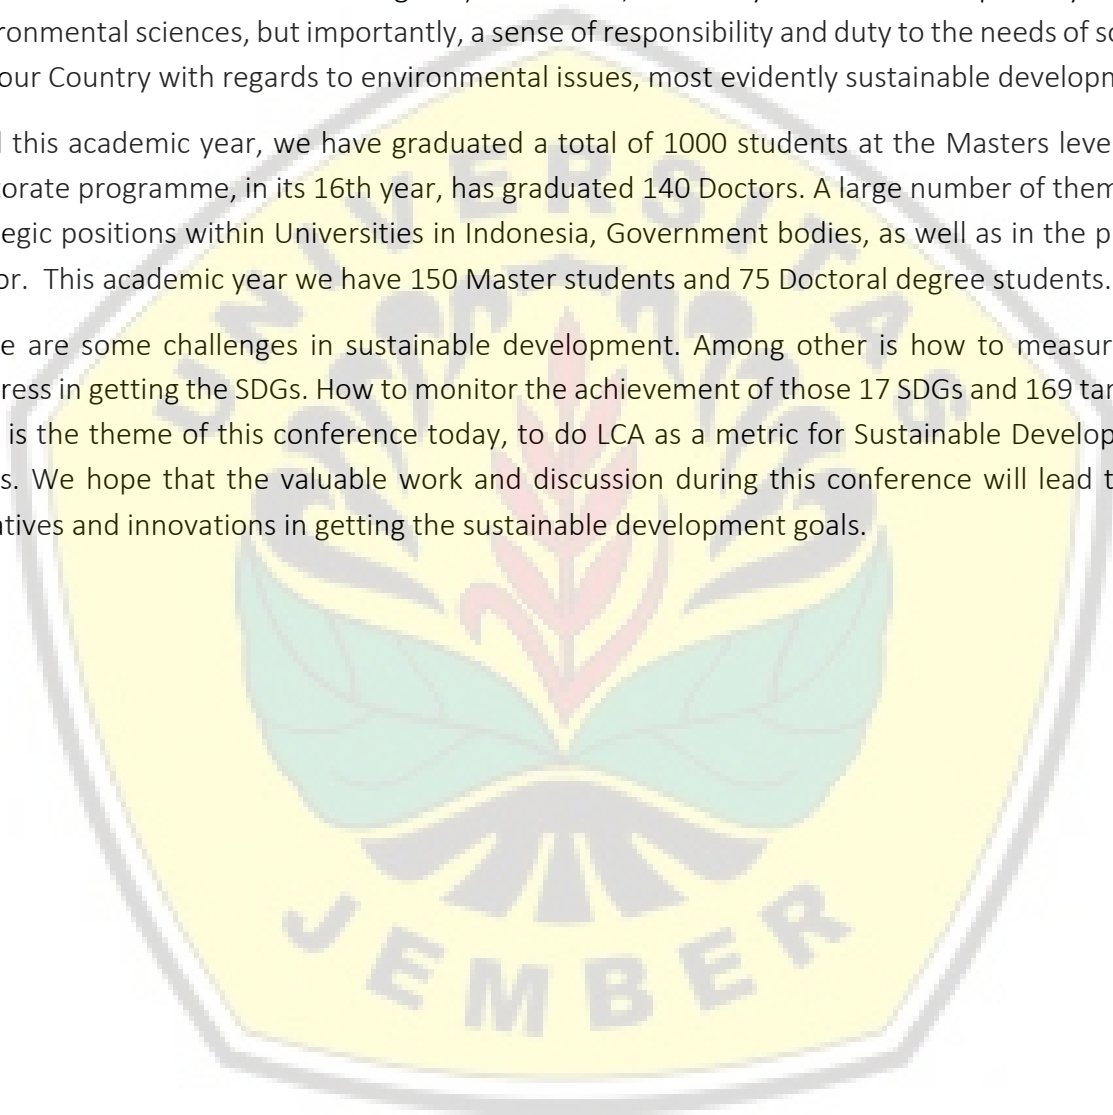 ronmental sciences, but importantly, a sense of responsibility and duty to the needs of so
our Country with regards to environmental issues, most evidently sustainable developm
l this academic year, we have graduated a total of 1000 students at the Masters leve
torate programme, in its 16th year, has graduated 140 Doctors. A large number of them
egic positions within Universities in Indonesia, Government bodies, as well as in the p
or. This academic year we have 150 Master students and 75 Doctoral degree students.
e are some challenges in sustainable development. Among other is how to measur
ress in getting the SDGs. How to monitor the achievement of those 17 SDGs and 169 tar
is the theme of this conference today, to do LCA as a metric for Sustainable Develop
s. We hope that the valuable work and discussion during this conference will lead t
atives and innovations in getting the sustainable development goals.
UNIVERSITAS
JEMBER